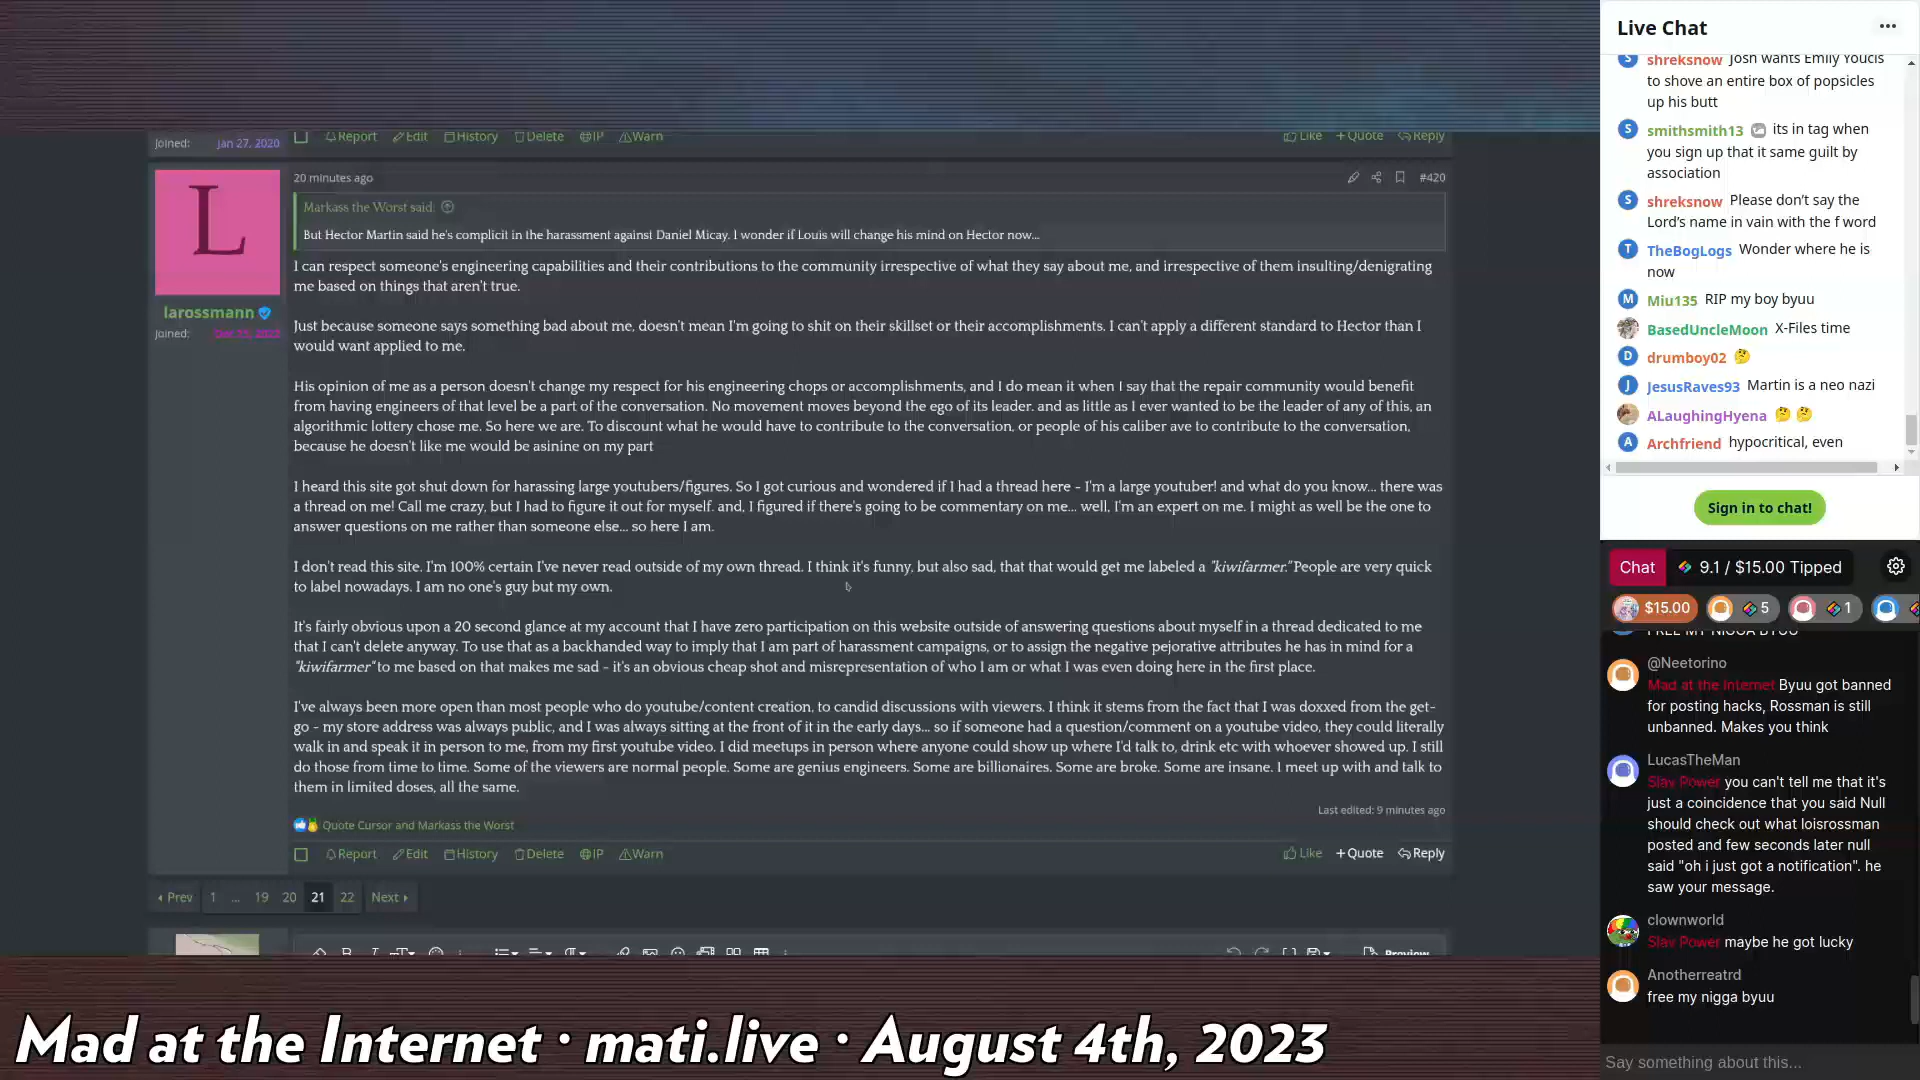 Joined:
Jan 27, 2020
Report Edit History Delete IP Warn
Like +Quote Reply
20 minutes ago
#420
Markass the Worst said:
But Hector Martin said he's complicit in the harassment against Daniel Micay. I wonder if Louis will change his mind on Hector now...
L
larossmann
Joined:
I can respect someone's engineering capabilities and their contributions to the community irrespective of what they say about me, and irrespective of them insulting/denigrating
me based on things that aren't true.
Just because someone says something bad about me, doesn't mean I'm going to shit on their skillset or their accomplishments. I can't apply a different standard to Hector than I
would want applied to me.
His opinion of me as a person doesn't change my respect for his engineering chops or accomplishments, and I do mean it when I say that the repair community would benefit
from having engineers of that level be a part of the conversation. No movement moves beyond the ego of its leader. and as little as I ever wanted to be the leader of any of this, an
algorithmic lottery chose me. So here we are. To discount what he would have to contribute to the conversation, or people of his caliber ave to contribute to the conversation,
because he doesn't like me would be asinine on my part
I heard this site got shut down for harassing large youtubers/figures. So I got curious and wondered if I had a thread here - I'm a large youtuber! and what do you know... there was
a thread on me! Call me crazy, but I had to figure it out for myself. and, I figured if there's going to be commentary on me... well, I'm an expert on me. I might as well be the one to
answer questions on me rather than someone else... so here I am.
I don't read this site. I'm 100% certain I've never read outside of my own thread. I think it's funny, but also sad, that that would get me labeled a "kiwifarmer." People are very quick
to label nowadays. I am no one's guy but my own.
It's fairly obvious upon a 20 second glance at my account that I have zero participation on this website outside of answering questions about myself in a thread dedicated to me
that I can't delete anyway. To use that as a backhanded way to imply that I am part of harassment campaigns, or to assign the negative pejorative attributes he has in mind for a
"kiwifarmer" to me based on that makes me sad - it's an obvious cheap shot and misrepresentation of who I am or what I was even doing here in the first place.
I've always been more open than most people who do youtube/content creation, to candid discussions with viewers. I think it stems from the fact that I was doxxed from the get-
go - my store address was always public, and I was always sitting at the front of it in the early days... so if someone had a question/comment on a youtube video, they could literally
walk in and speak it in person to me, from my first youtube video. I did meetups in person where anyone could show up where I'd talk to, drink etc with whoever showed up. I still
do those from time to time. Some of the viewers are normal people. Some are genius engineers. Some are billionaires. Some are broke. Some are insane. I meet up with and talk to
them in limited doses, all the same.
Last edited: 9 minutes ago
Quote Cursor and Markass the Worst
Report Edit History Delete IP Warn
Like +Quote Reply
Prev 1 ... 19 20 21 22 Next
Preview
Mad at the Internet · mati.live · August 4th, 2023
Live Chat
shreksnow Josh wants Emily Youcis
to shove an entire box of popsicles
up his butt
smithsmith13 its in tag when
you sign up that it same guilt by
association
shreksnow Please don't say the
Lord's name in vain with the f word
TheBogLogs Wonder where he is
now
Miu135 RIP my boy byuu
BasedUncleMoon X-Files time
drumboy02 🤔
JesusRaves93 Martin is a neo nazi
ALaughingHyena 🤔 🤔
Archfriend hypocritical, even
Sign in to chat!
Chat 9.1 / $15.00 Tipped
$15.00 5 1
FREE MY NIGGA BYUU
@Neetorino
Mad at the Internet Byuu got banned
for posting hacks, Rossman is still
unbanned. Makes you think
LucasTheMan
Slav Power you can't tell me that it's
just a coincidence that you said Null
should check out what loisrossman
posted and few seconds later null
said "oh i just got a notification". he
saw your message.
clownworld
Slav Power maybe he got lucky
Anotherreatrd
free my nigga byuu
Say something about this...